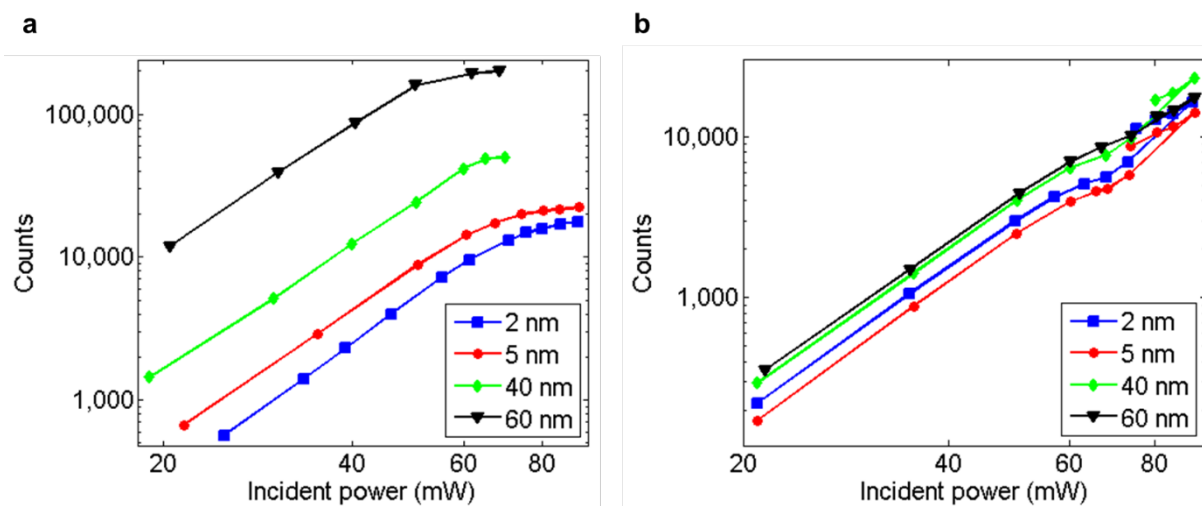 a
100,000
10,000
1,000
Counts
20 40 60 80
Incident power (mW)
2 nm
5 nm
40 nm
60 nm
b
10,000
1,000
Counts
20 40 60 80
Incident power (mW)
2 nm
5 nm
40 nm
60 nm